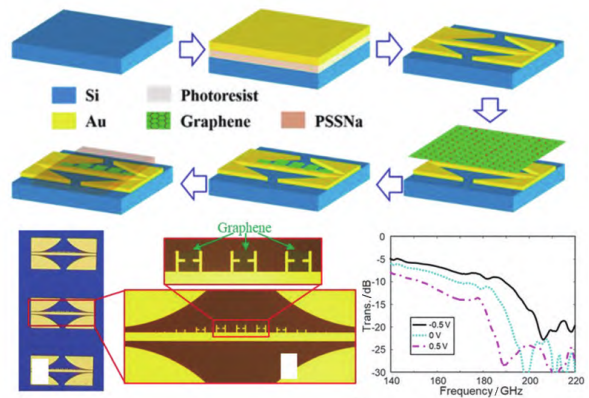 Si
Photoresist
Au
Graphene
PSSNa
Graphene
0
-5
-10
-15
-20
-25
-30
Trans./dB
-0.5 V
0 V
0.5 V
140
160
180
200
220
Frequency/GHz